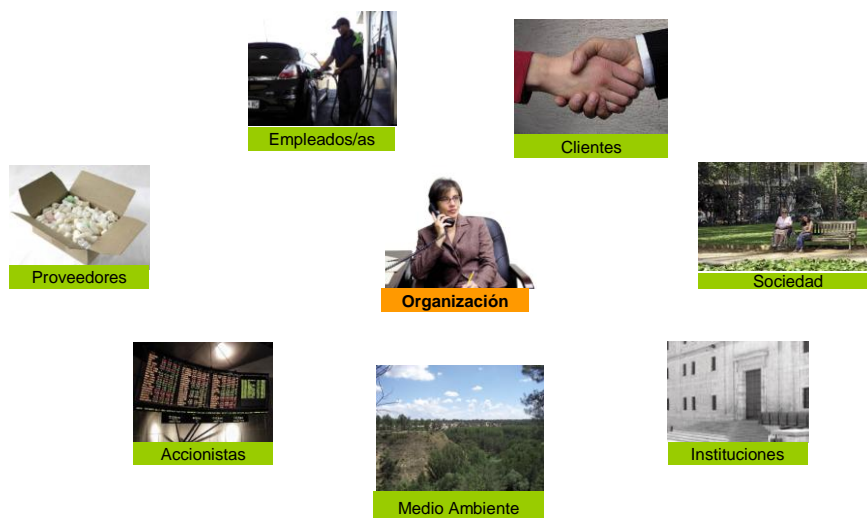 Empleados/as
Clientes
Proveedores
Organización
Sociedad
Accionistas
Medio Ambiente
Instituciones